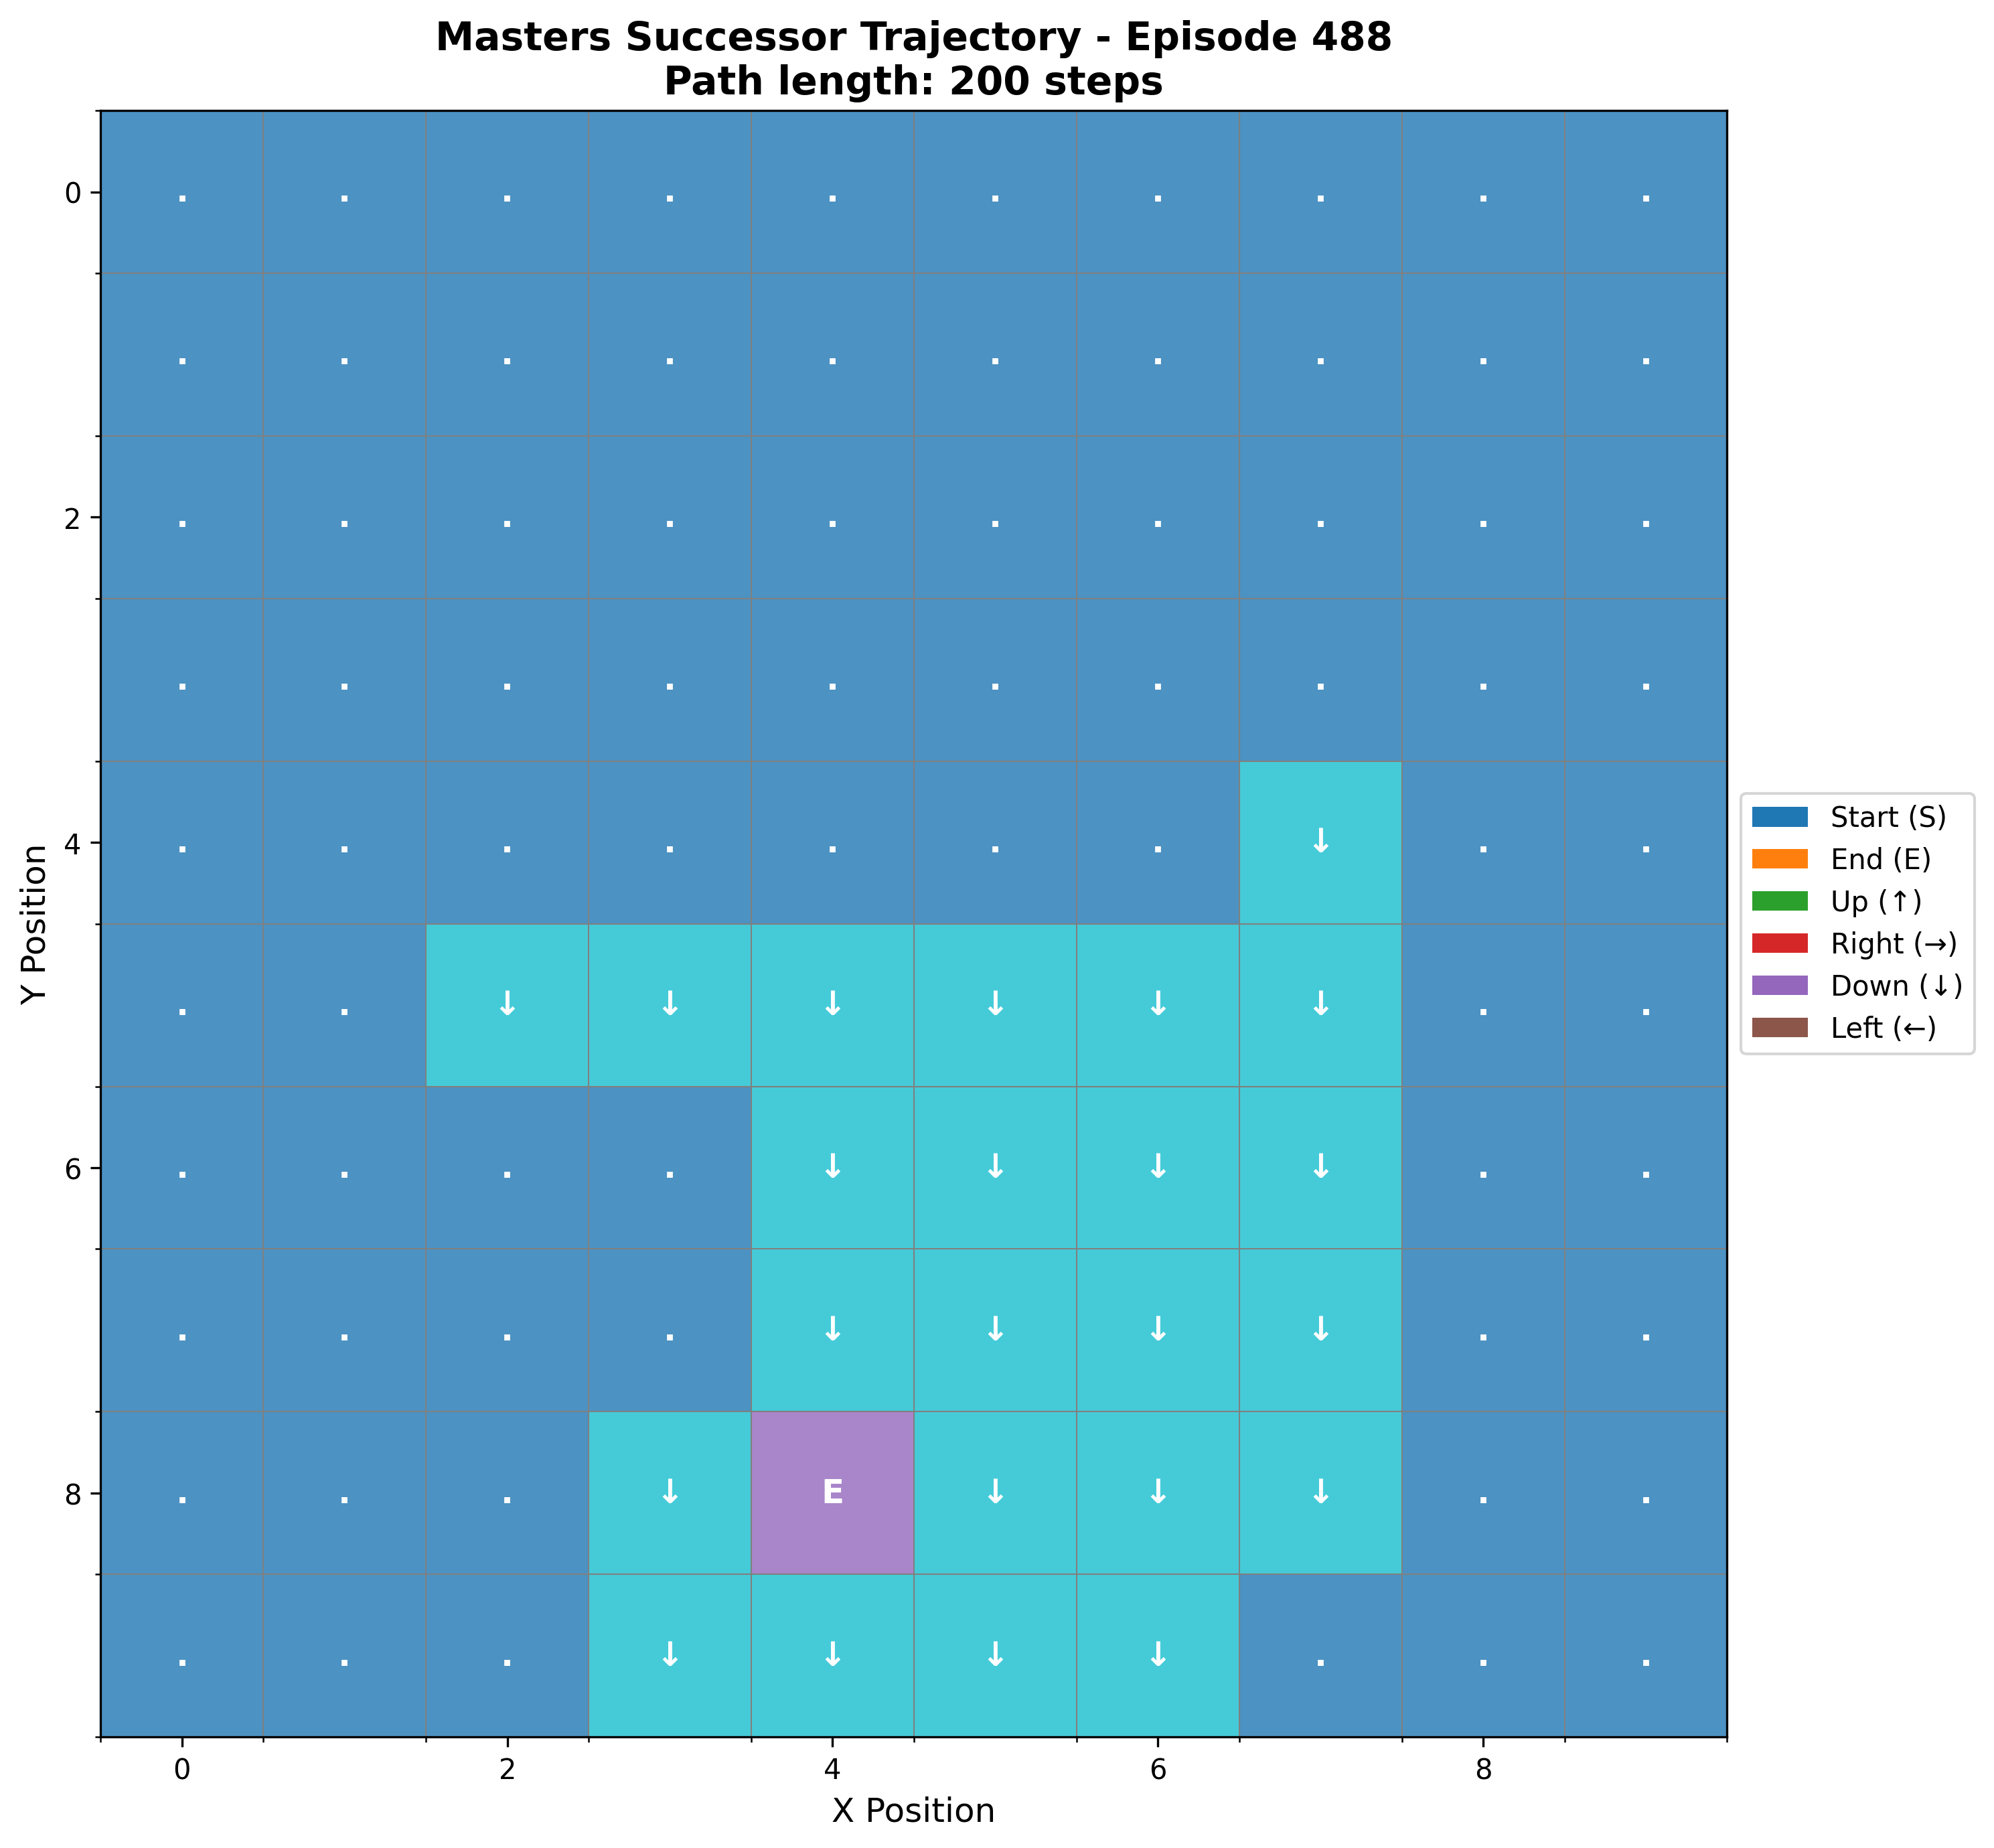 Masters Successor Trajectory - Episode 488
Path length: 200 steps
0 . . . . . . . . . .
. . . . . . . . . .
2 . . . . . . . . . .
. . . . . . . . . .
4 . . . . . . . ↓ . .
. . ↓ ↓ ↓ ↓ ↓ ↓ . .
6 . . . . ↓ ↓ ↓ ↓ . .
. . . . ↓ ↓ ↓ ↓ . .
8 . . . ↓ E ↓ ↓ ↓ . .
. . . ↓ ↓ ↓ ↓ . . .
0 2 4 6 8
X Position
Y Position
Start (S)
End (E)
Up (↑)
Right (→)
Down (↓)
Left (←)